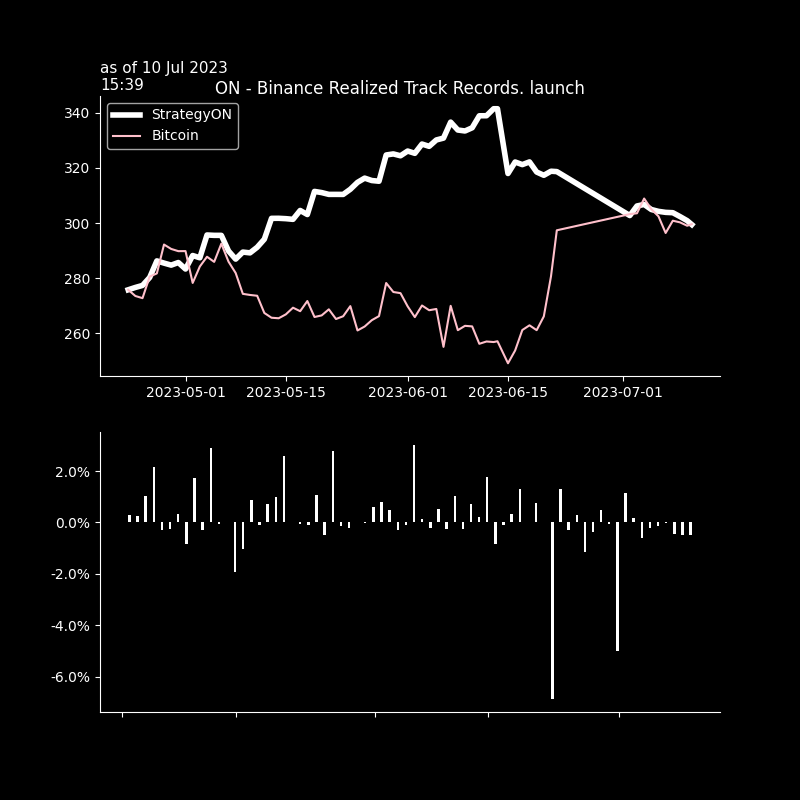 as of 10 Jul 2023
15:39
ON - Binance Realized Track Records. launch
StrategyON
Bitcoin
340
320
300
280
260
2023-05-01 2023-05-15 2023-06-01 2023-06-15 2023-07-01
2.0%
0.0%
-2.0%
-4.0%
-6.0%